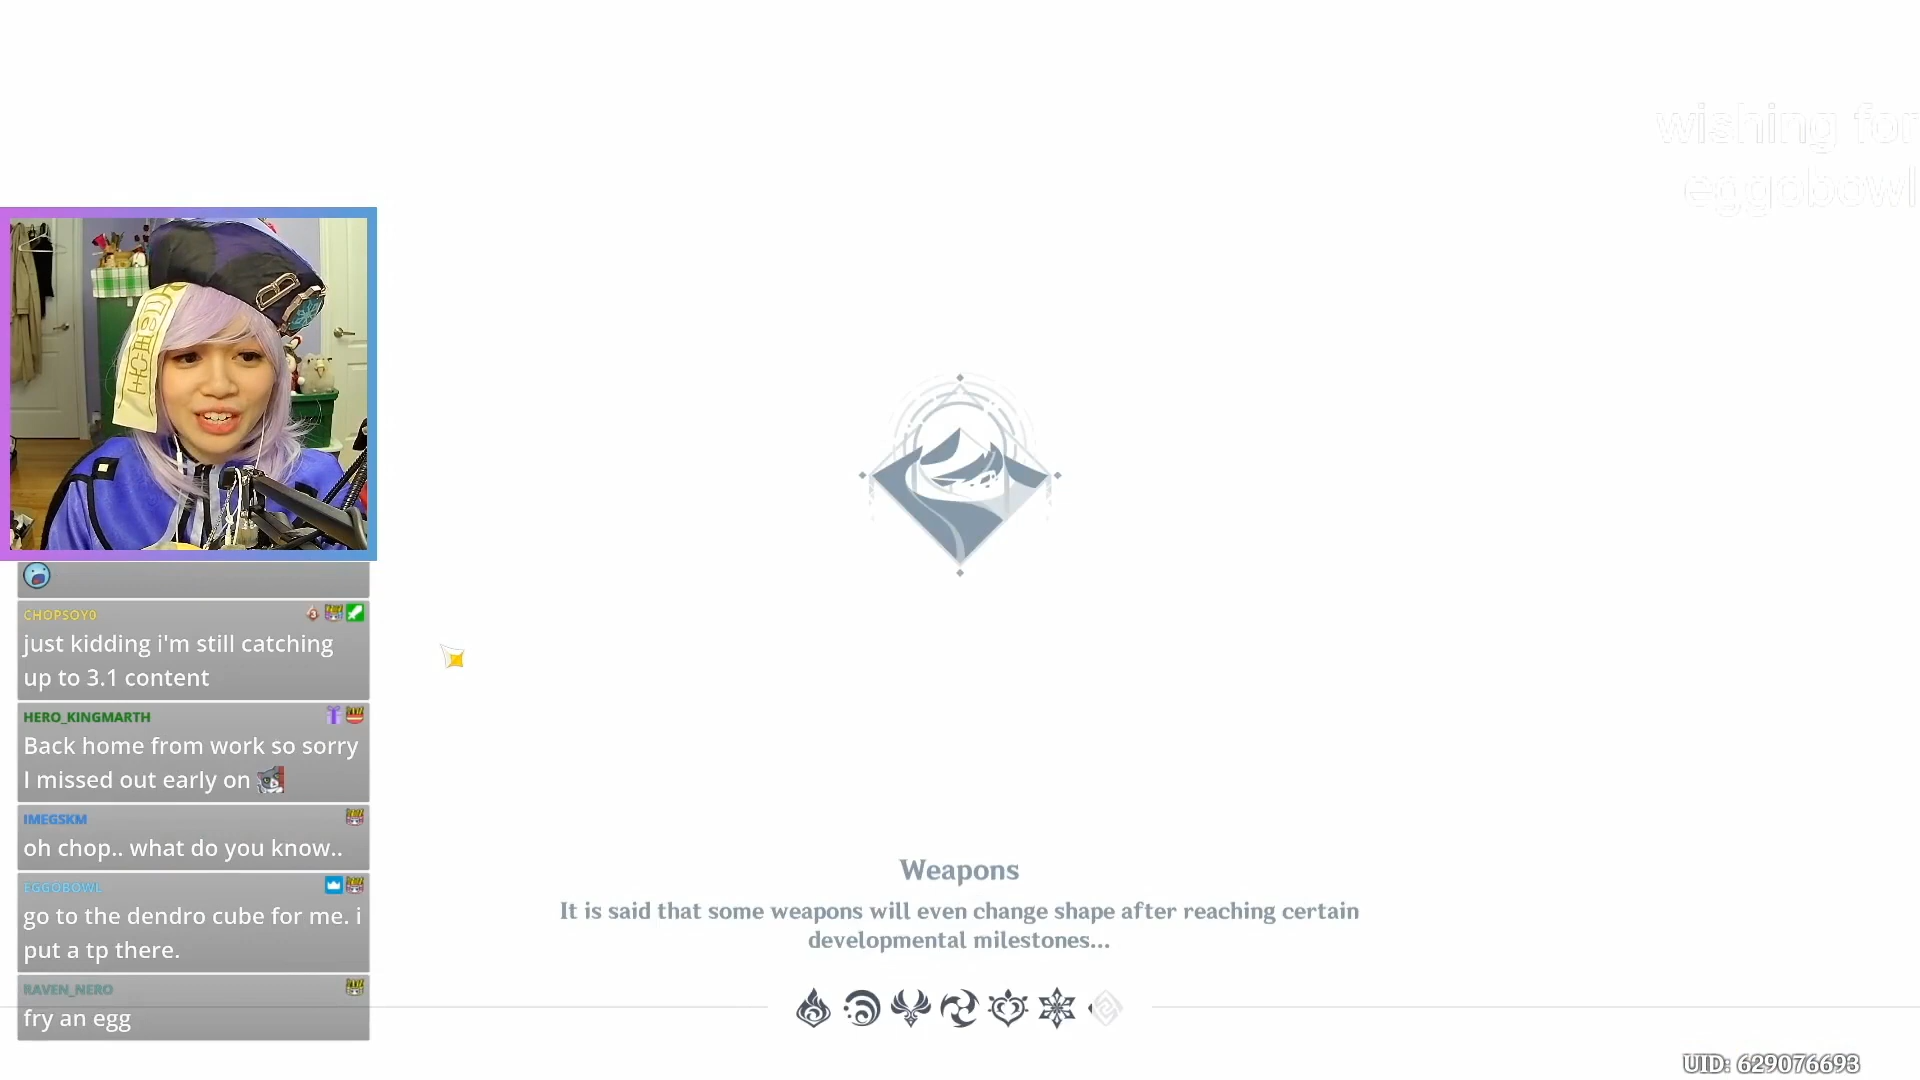 wishing for
eggobowl
CHOPSOY0
just kidding i'm still catching
up to 3.1 content
HERO_KINGMARTH
Back home from work so sorry
I missed out early on
IMEGSKM
oh chop.. what do you know..
EGGOBOWL
go to the dendro cube for me. i
put a tp there.
RAVEN_NERO
fry an egg
Weapons
It is said that some weapons will even change shape after reaching certain
developmental milestones...
UID: 629076693